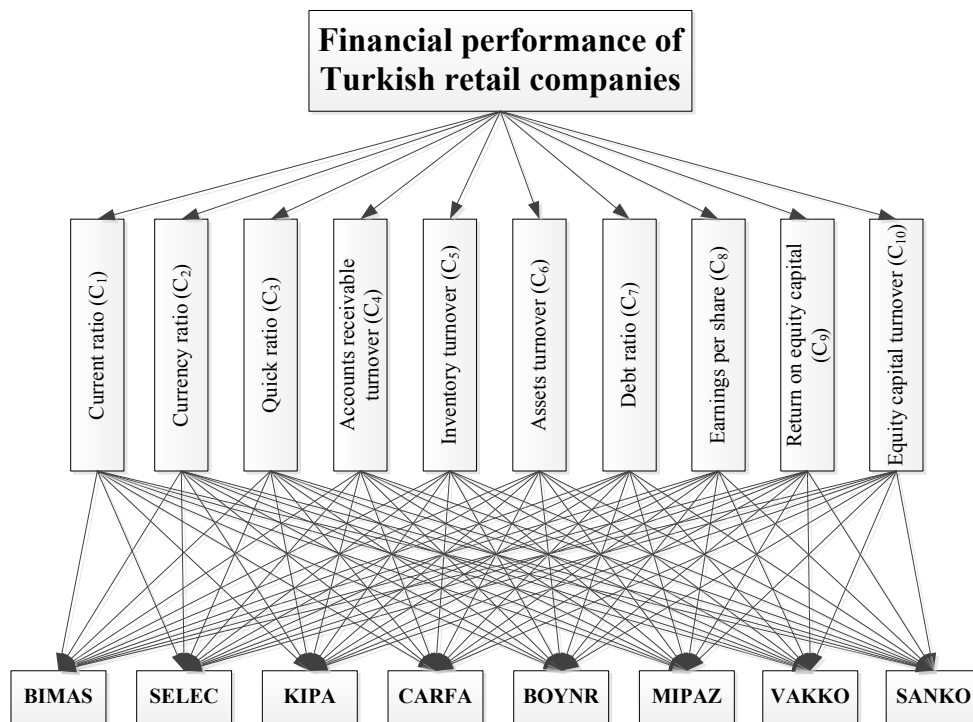 Financial performance of
Turkish retail companies
Current ratio (C₁)
Currency ratio (C₂)
Quick ratio (C₃)
Accounts receivable
turnover (C₄)
Inventory turnover (C₅)
Assets turnover (C₆)
Debt ratio (C₇)
Earnings per share (C₈)
Return on equity capital
(C₉)
Equity capital turnover (C₁₀)
BIMAS
SELEC
KIPA
CARFA
BOYNR
MIPAZ
VAKKO
SANKO